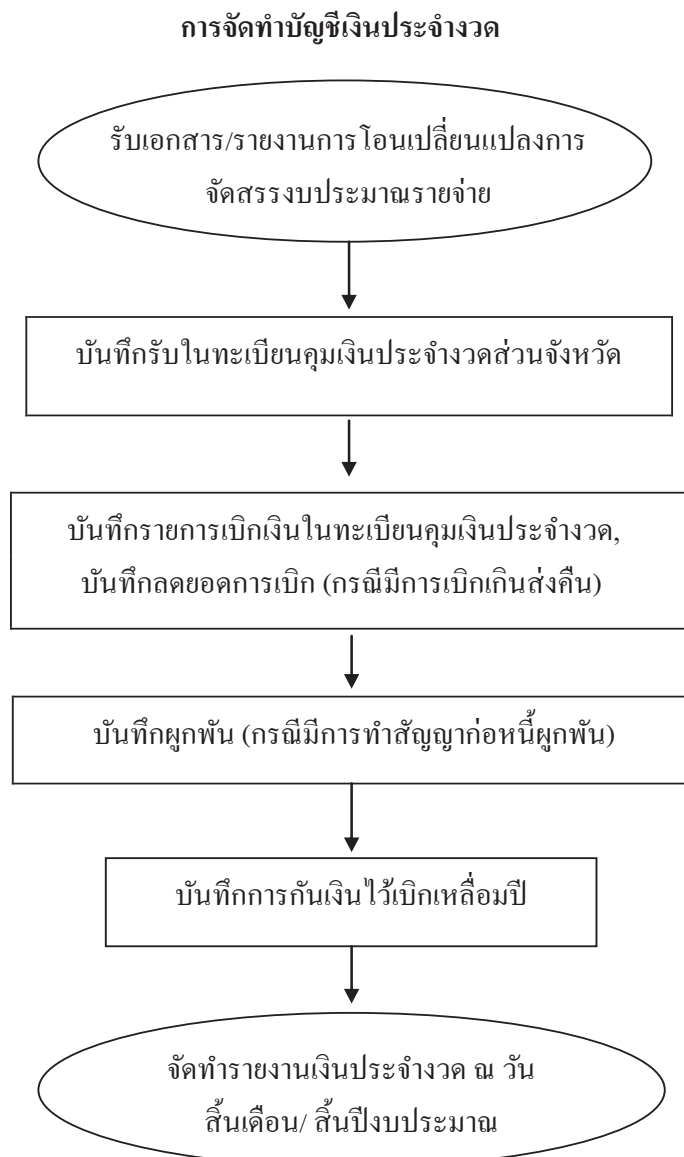 การจัดทำบัญชีเงินประจำงวด
รับเอกสาร/รายงานการโอนเปลี่ยนแปลงการ
จัดสรรงบประมาณรายจ่าย
บันทึกรับในทะเบียนคุมเงินประจำงวดส่วนจังหวัด
บันทึกรายการเบิกเงินในทะเบียนคุมเงินประจำงวด,
บันทึกลดยอดการเบิก (กรณีมีการเบิกเกินส่งคืน)
บันทึกผูกพัน (กรณีมีการทำสัญญาก่อหนี้ผูกพัน)
บันทึกการกันเงินไว้เบิกเหลื่อมปี
จัดทำรายงานเงินประจำงวด ณ วัน
สิ้นเดือน/ สิ้นปีงบประมาณ